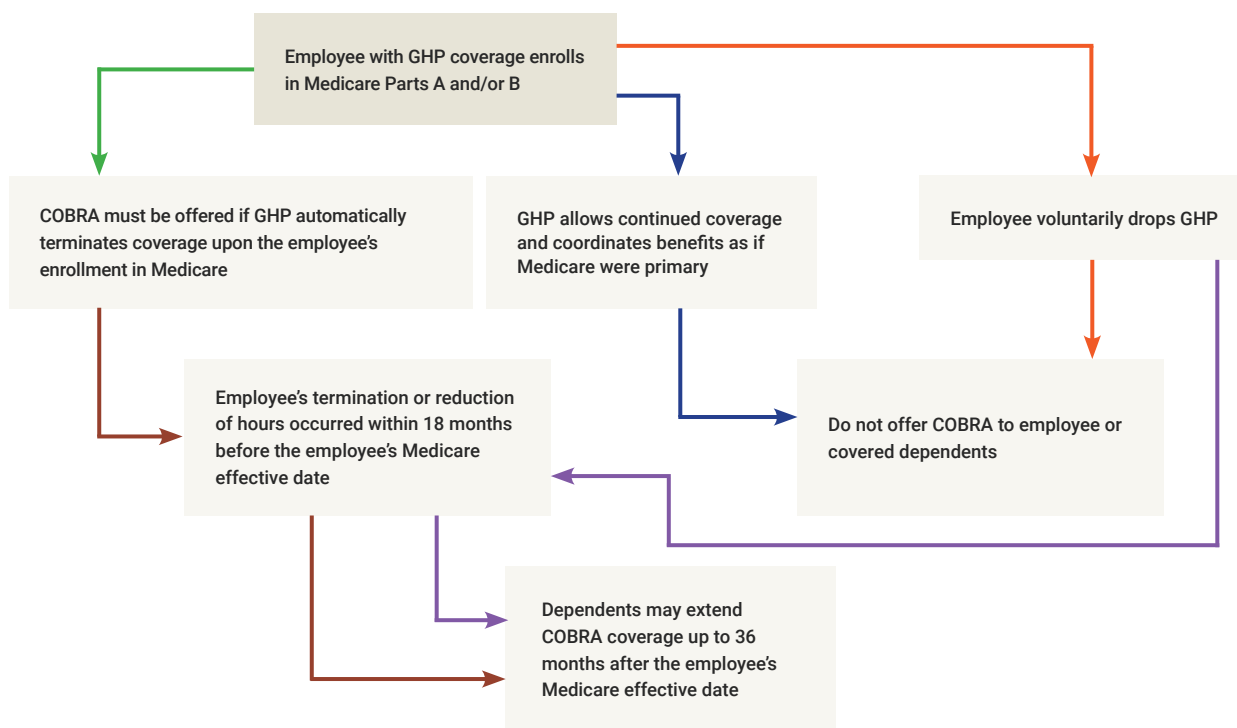 Employee with GHP coverage enrolls
in Medicare Parts A and/or B
COBRA must be offered if GHP automatically
terminates coverage upon the employee’s
enrollment in Medicare
GHP allows continued coverage
and coordinates benefits as if
Medicare were primary
Employee voluntarily drops GHP
Employee’s termination or reduction
of hours occurred within 18 months
before the employee’s Medicare
effective date
Do not offer COBRA to employee or
covered dependents
Dependents may extend
COBRA coverage up to 36
months after the employee’s
Medicare effective date